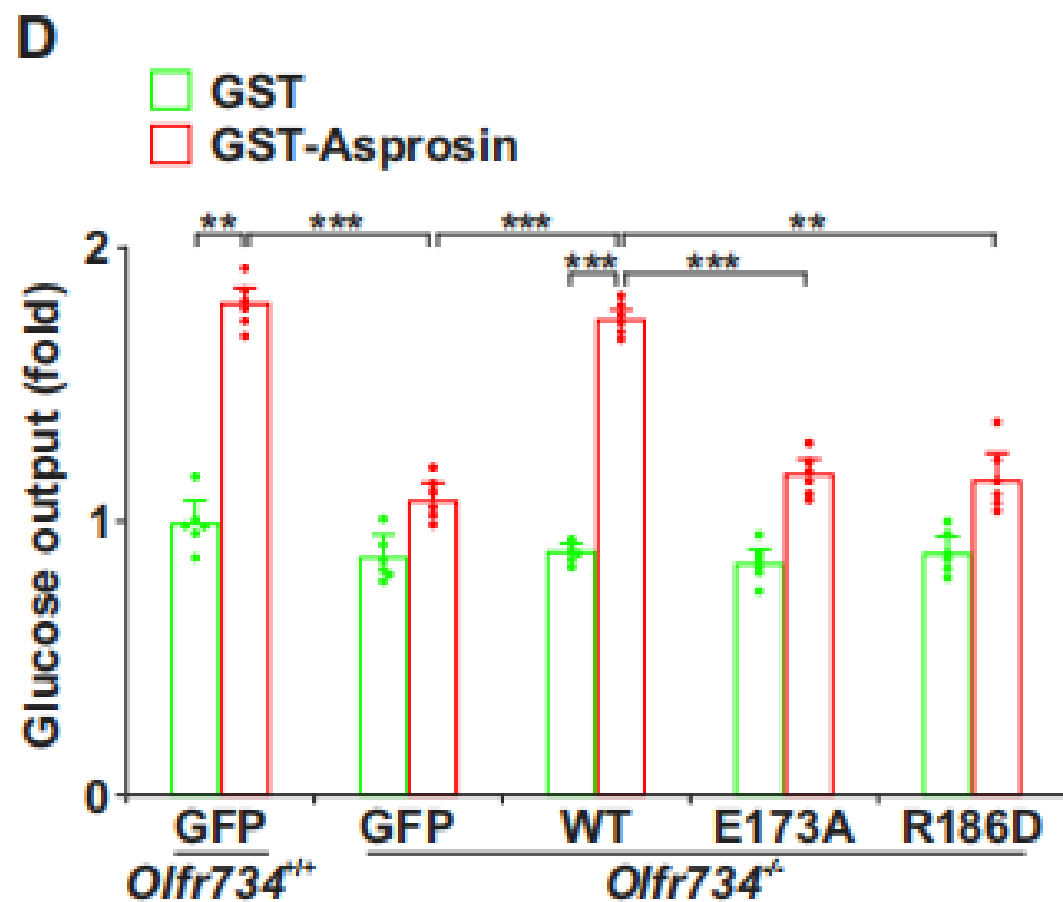 D
GST
GST-Asprosin
** *** *** **
*** ***
Glucose output (fold)
2
1
0
GFP GFP WT E173A R186D
Olfr734+/+ Olfr734-/-